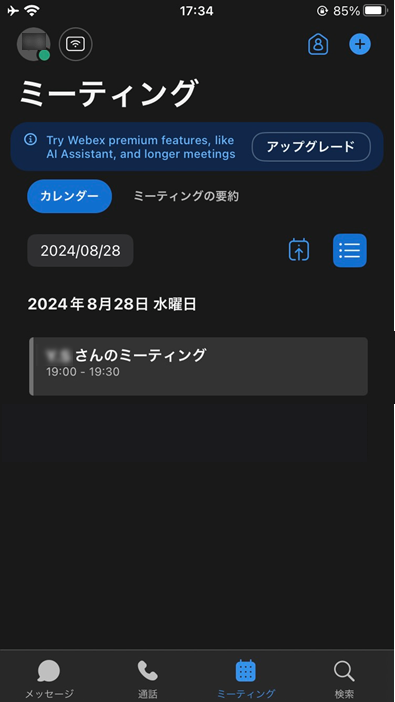 17:34
85%
ミーティング
Try Webex premium features, like
AI Assistant, and longer meetings
アップグレード
カレンダー
ミーティングの要約
2024/08/28
2024年8月28日 水曜日
さんのミーティング
19:00 - 19:30
メッセージ
通話
ミーティング
検索